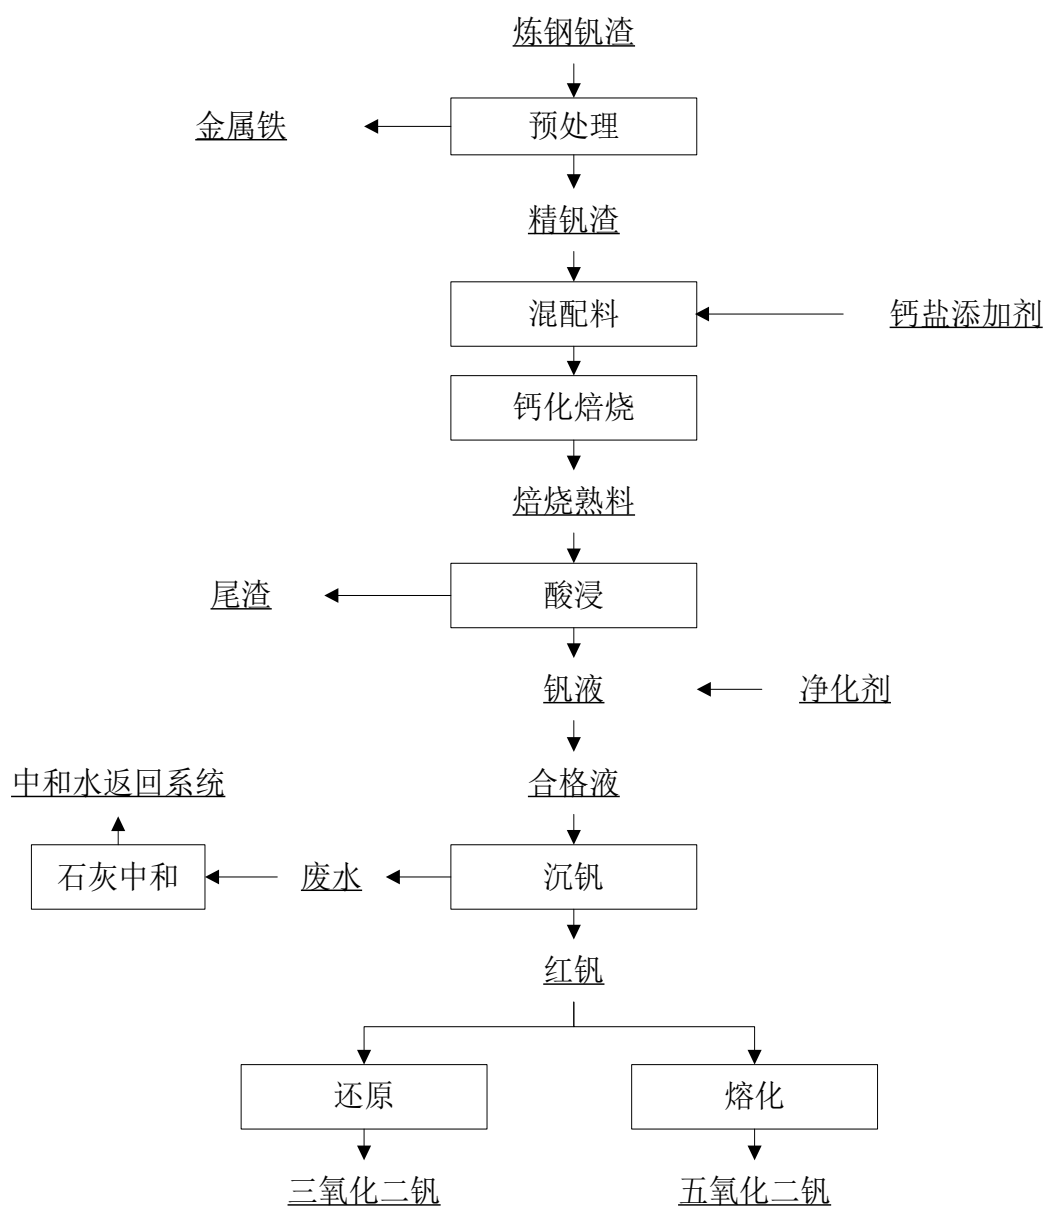 炼钢钒渣
金属铁
预处理
精钒渣
混配料
钙盐添加剂
钙化焙烧
焙烧熟料
尾渣
酸浸
钒液
净化剂
中和水返回系统
合格液
石灰中和
废水
沉钒
红钒
还原
熔化
三氧化二钒
五氧化二钒